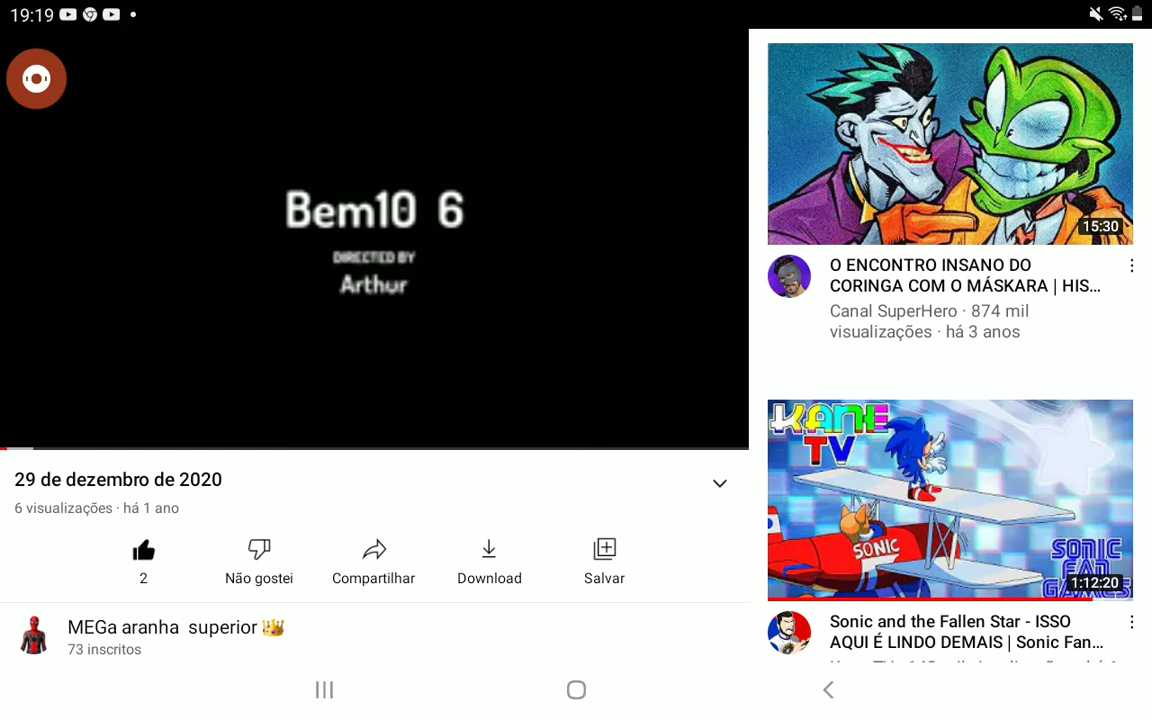 19:19
Bem10 6
DIRECTED BY
Arthur
29 de dezembro de 2020
6 visualizações · há 1 ano
2
Não gostei
Compartilhar
Download
Salvar
MEGa aranha superior 👑
73 inscritos
15:30
O ENCONTRO INSANO DO
CORINGA COM O MÁSKARA | HIS...
Canal SuperHero · 874 mil
visualizações · há 3 anos
KANE
TV
SONIC
SONIC
FAN
GAMES
1:12:20
Sonic and the Fallen Star - ISSO
AQUI É LINDO DEMAIS | Sonic Fan...